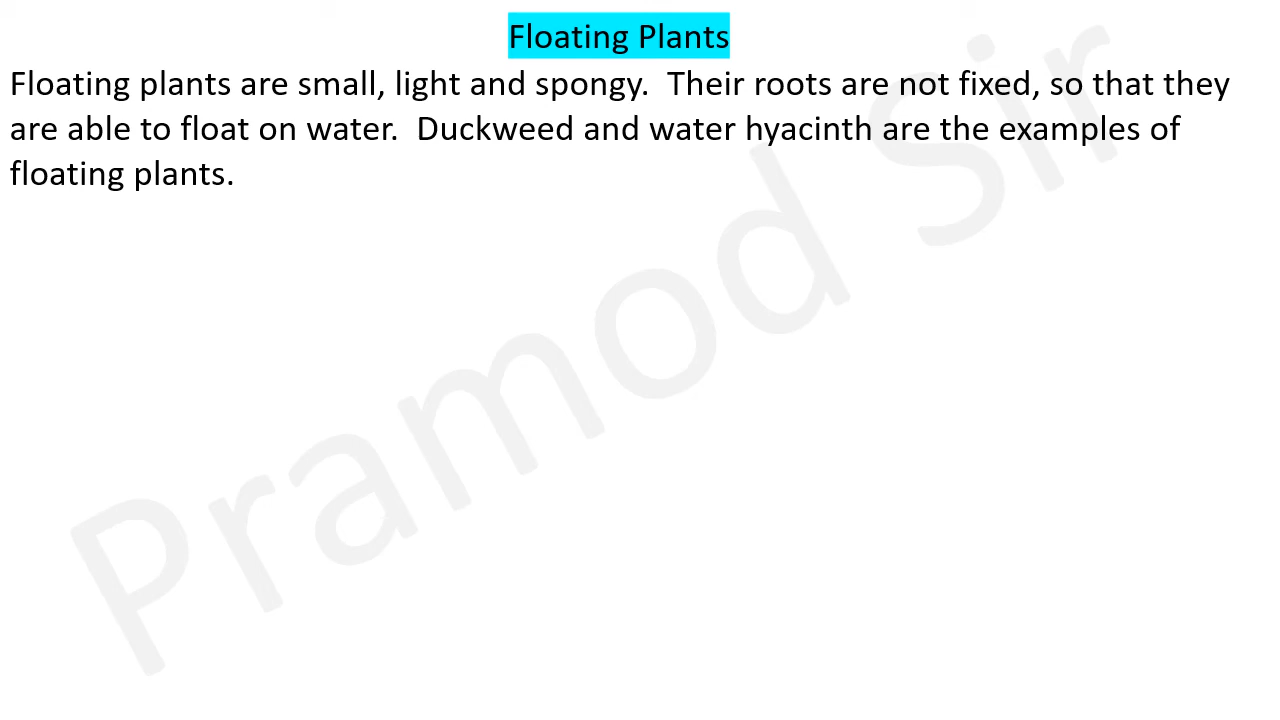 Floating Plants
Floating plants are small, light and spongy.  Their roots are not fixed, so that they
are able to float on water.  Duckweed and water hyacinth are the examples of
floating plants.
Pramod Sir